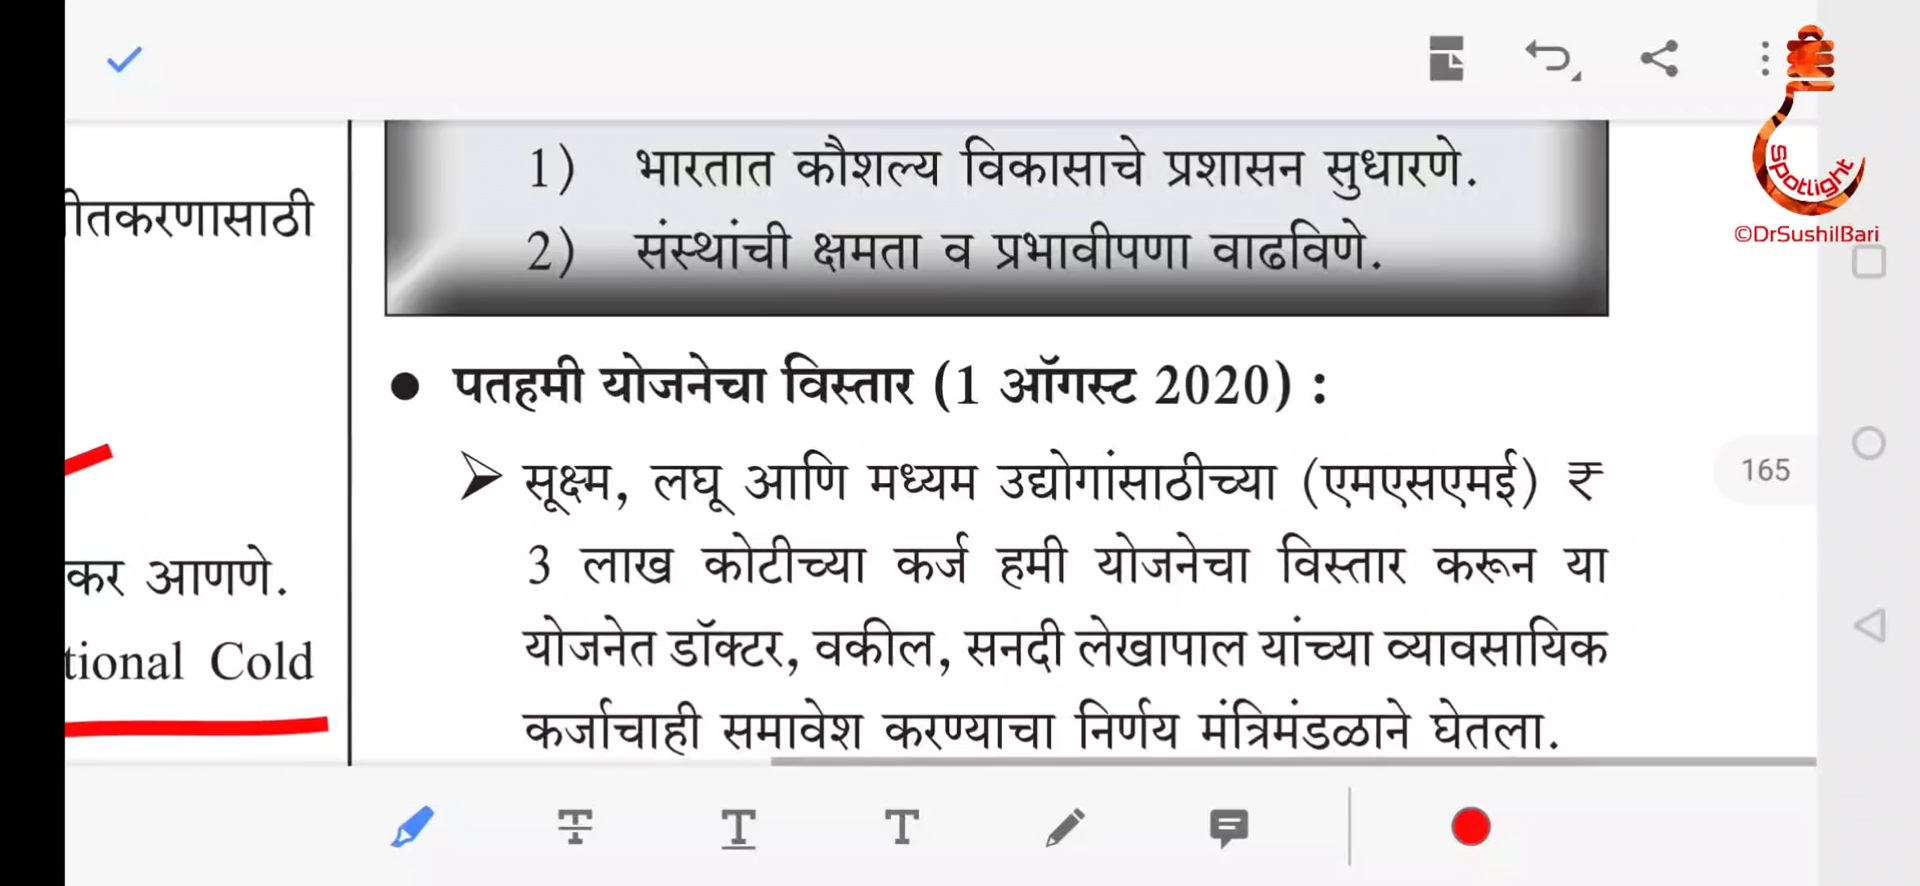 Spotlight
©DrSushilBari
ीतकरणासाठी
कर आणणे.
tional Cold
1) भारतात कौशल्य विकासाचे प्रशासन सुधारणे.
2) संस्थांची क्षमता व प्रभावीपणा वाढविणे.
● पतहमी योजनेचा विस्तार (1 ऑगस्ट 2020) :
➢ सूक्ष्म, लघू आणि मध्यम उद्योगांसाठीच्या (एमएसएमई) ₹
3 लाख कोटीच्या कर्ज हमी योजनेचा विस्तार करून या
योजनेत डॉक्टर, वकील, सनदी लेखापाल यांच्या व्यावसायिक
कर्जाचाही समावेश करण्याचा निर्णय मंत्रिमंडळाने घेतला.
165